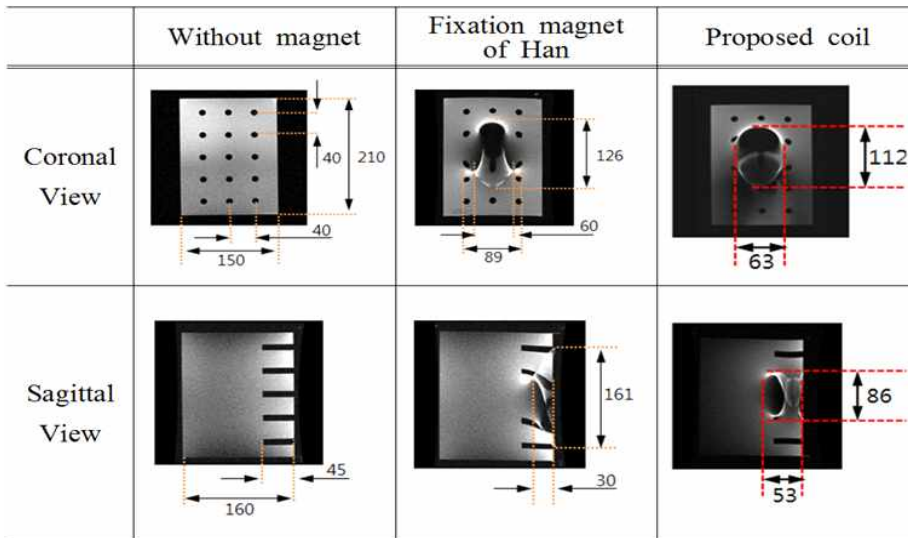 Without magnet
Fixation magnet
of Han
Proposed coil
Coronal
View
40
210
40
150
126
60
89
112
63
Sagittal
View
45
160
161
30
86
53